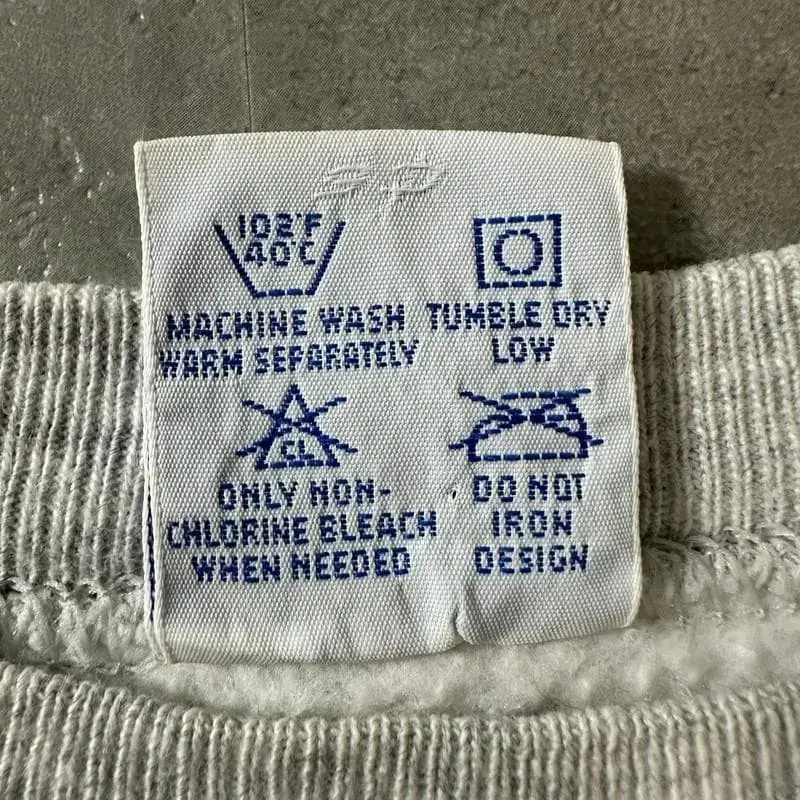 102°F
40°C
MACHINE WASH
WARM SEPARATELY
TUMBLE DRY
LOW
CL
ONLY NON-
CHLORINE BLEACH
WHEN NEEDED
DO NOT
IRON
DESIGN